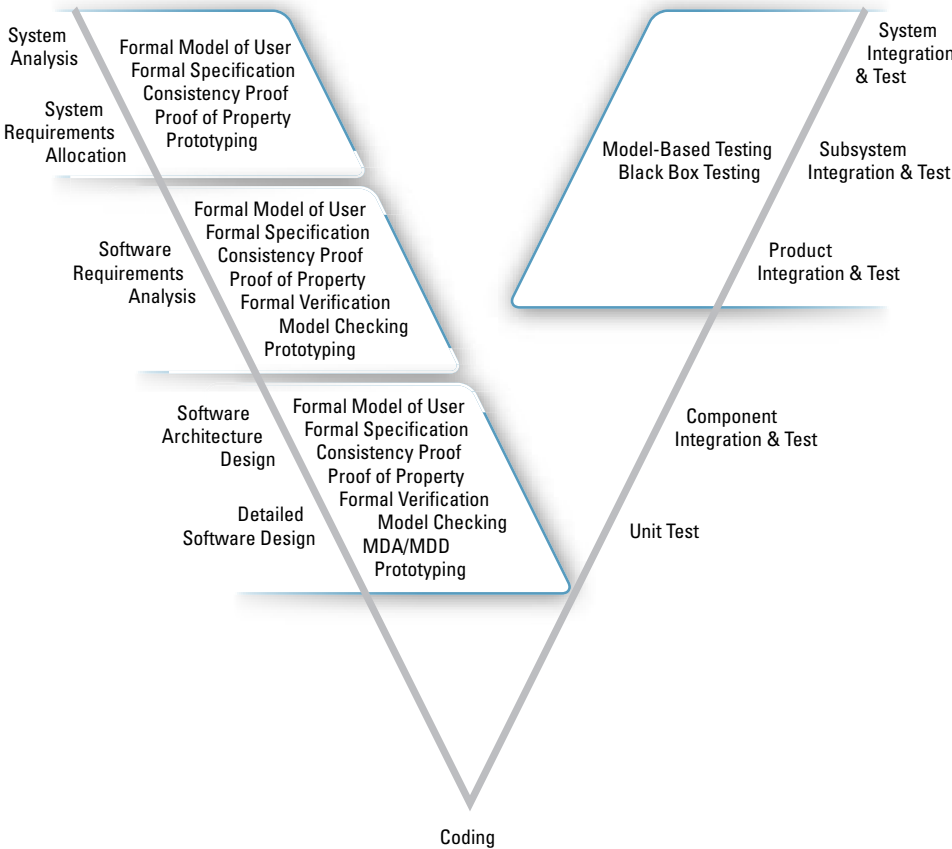 System
Analysis
System
Requirements
Allocation
Formal Model of User
Formal Specification
Consistency Proof
Proof of Property
Prototyping
Software
Requirements
Analysis
Formal Model of User
Formal Specification
Consistency Proof
Proof of Property
Formal Verification
Model Checking
Prototyping
Software
Architecture
Design
Detailed
Software Design
Formal Model of User
Formal Specification
Consistency Proof
Proof of Property
Formal Verification
Model Checking
MDA/MDD
Prototyping
Coding
Model-Based Testing
Black Box Testing
System
Integration
& Test
Subsystem
Integration & Test
Product
Integration & Test
Component
Integration & Test
Unit Test